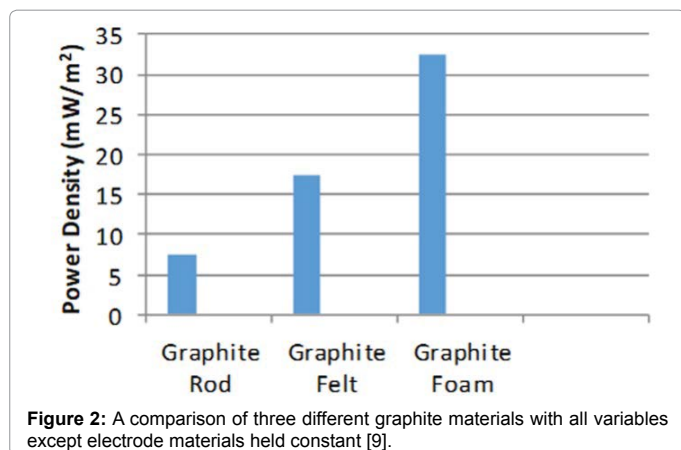 35
30
25
20
15
10
5
0
Power Density (mW/m²)
Graphite Rod
Graphite Felt
Graphite Foam
Figure 2: A comparison of three different graphite materials with all variables
except electrode materials held constant [9].